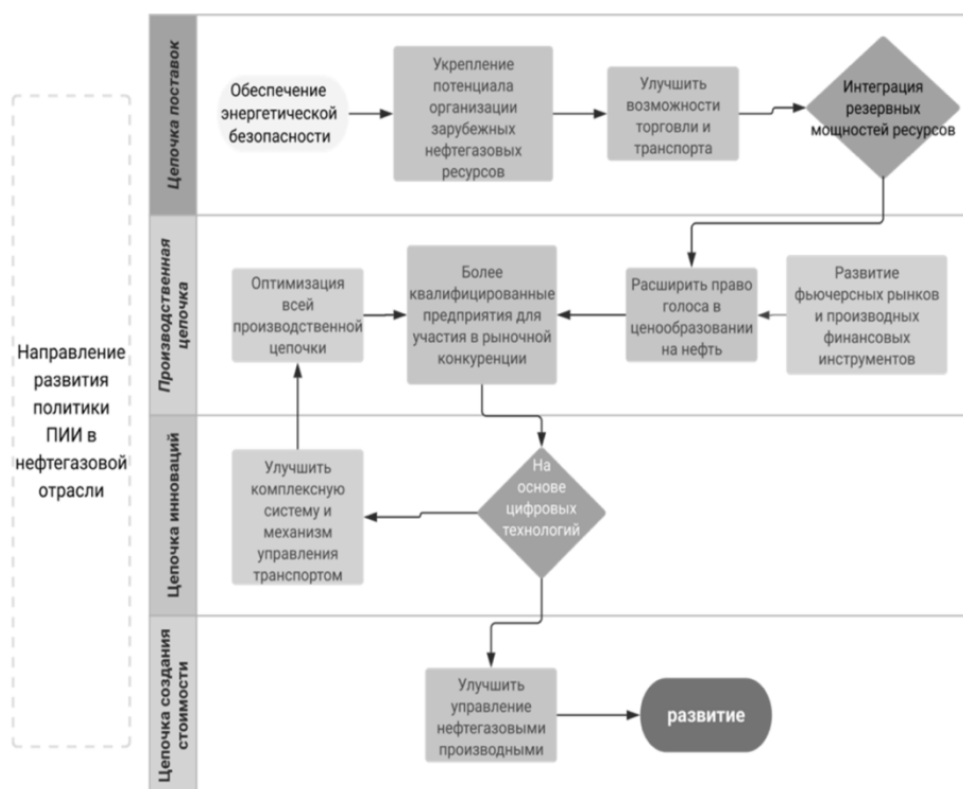 Направление
развития
политики
ПИИ в
нефтегазовой
отрасли
Цепочка поставок
Обеспечение
энергетической
безопасности
Укрепление
потенциала
организации
зарубежных
нефтегазовых
ресурсов
Улучшить
возможности
торговли и
транспорта
Интеграция
резервных
мощностей ресурсов
Производственная
цепочка
Оптимизация
всей
производственной
цепочки
Более
квалифицированные
предприятия для
участия в рыночной
конкуренции
Расширить право
голоса в
ценообразовании
на нефть
Развитие
фьючерсных рынков
и производных
финансовых
инструментов
Цепочка инноваций
Улучшить
комплексную
систему и
механизм
управления
транспортом
На
основе
цифровых
технологий
Цепочка создания
стоимости
Улучшить
управление
нефтегазовыми
производными
развитие